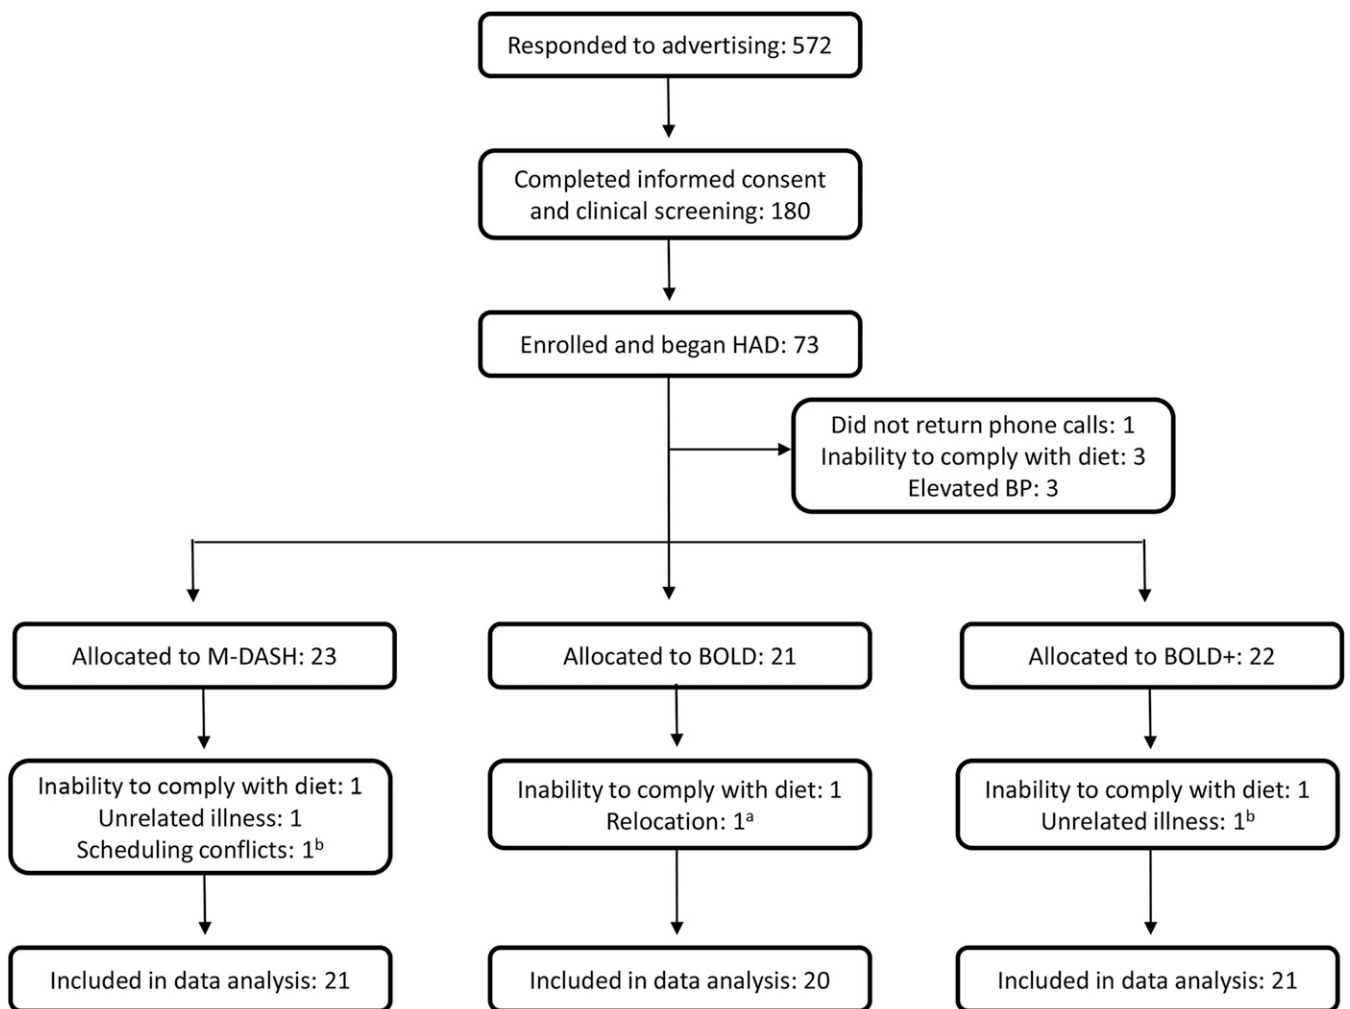 Responded to advertising: 572
Completed informed consent
and clinical screening: 180
Enrolled and began HAD: 73
Did not return phone calls: 1
Inability to comply with diet: 3
Elevated BP: 3
Allocated to M-DASH: 23
Allocated to BOLD: 21
Allocated to BOLD+: 22
Inability to comply with diet: 1
Unrelated illness: 1
Scheduling conflicts: 1ᵇ
Inability to comply with diet: 1
Relocation: 1ᵃ
Inability to comply with diet: 1
Unrelated illness: 1ᵇ
Included in data analysis: 21
Included in data analysis: 20
Included in data analysis: 21